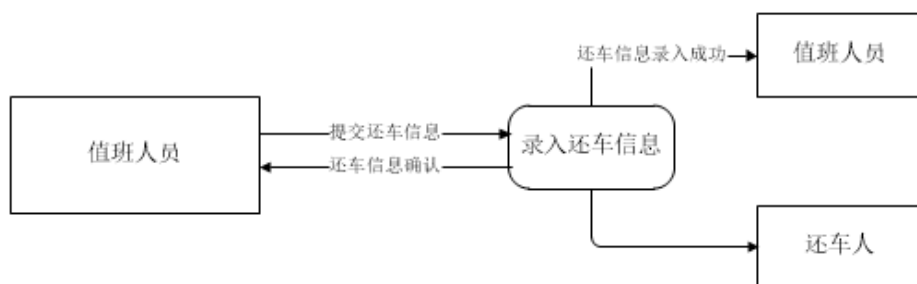 还车信息录入成功
值班人员
值班人员
提交还车信息
还车信息确认
录入还车信息
还车人